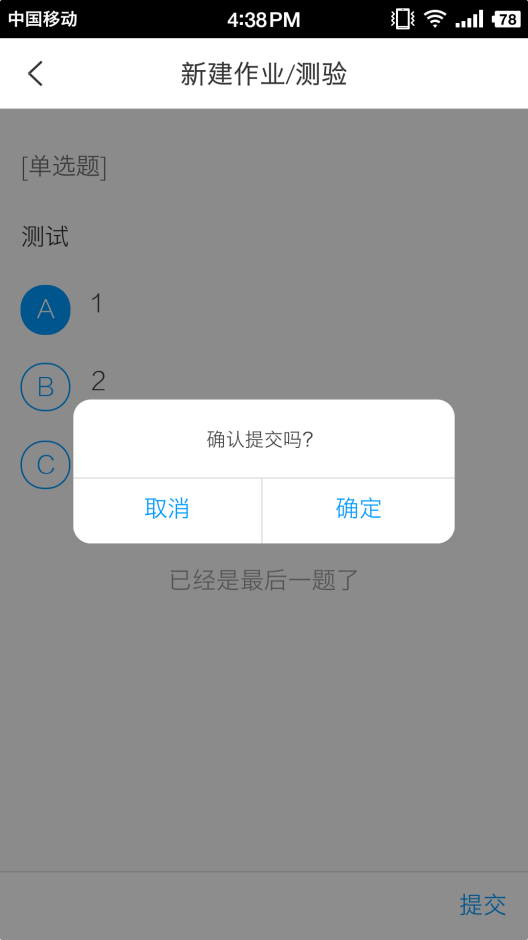 中国移动 4:38PM 78
新建作业/测验
[单选题]
测试
A 1
B 2
C
确认提交吗?
取消 确定
已经是最后一题了
提交